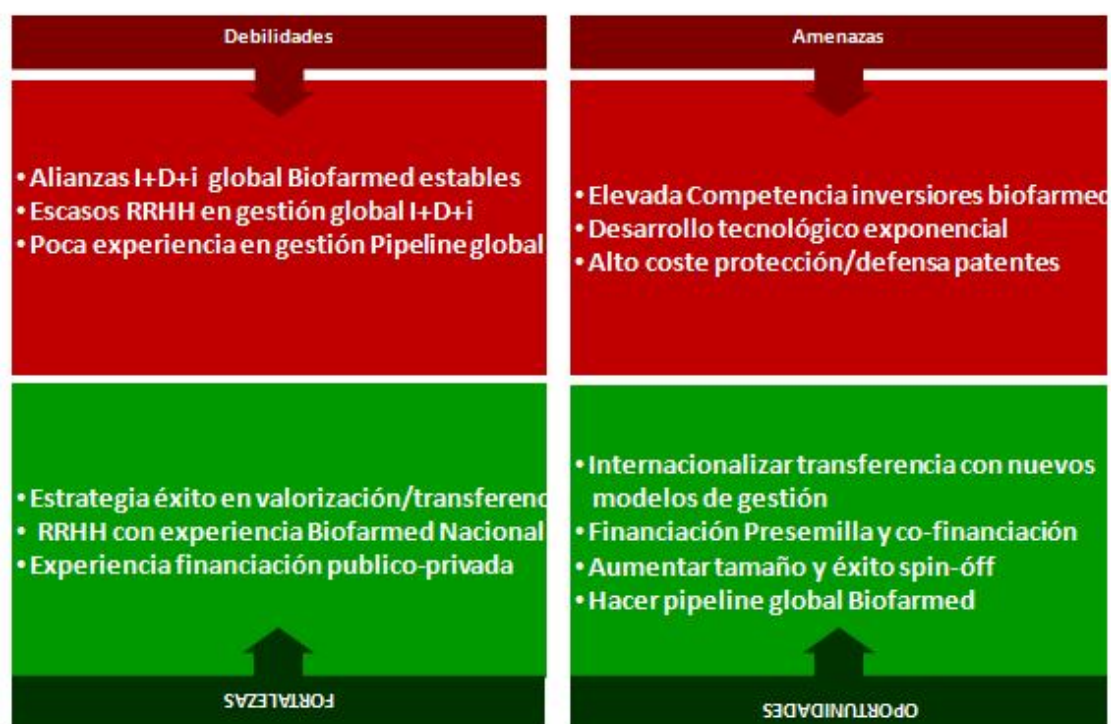 Debilidades
• Alianzas I+D+i global Biofarmed estables
• Escasos RRHH en gestión global I+D+i
• Poca experiencia en gestión Pipeline global
Amenazas
• Elevada Competencia inversiores biofarmed
• Desarrollo tecnológico exponencial
• Alto coste protección/defensa patentes
• Estrategia éxito en valorización/transferenc
• RRHH con experiencia Biofarmed Nacional
• Experiencia financiación publico-privada
FORTALEZAS
• Internacionalizar transferencia con nuevos
modelos de gestión
• Financiación Presemilla y co-financiación
• Aumentar tamaño y éxito spin-óff
• Hacer pipeline global Biofarmed
OPORTUNIDADES